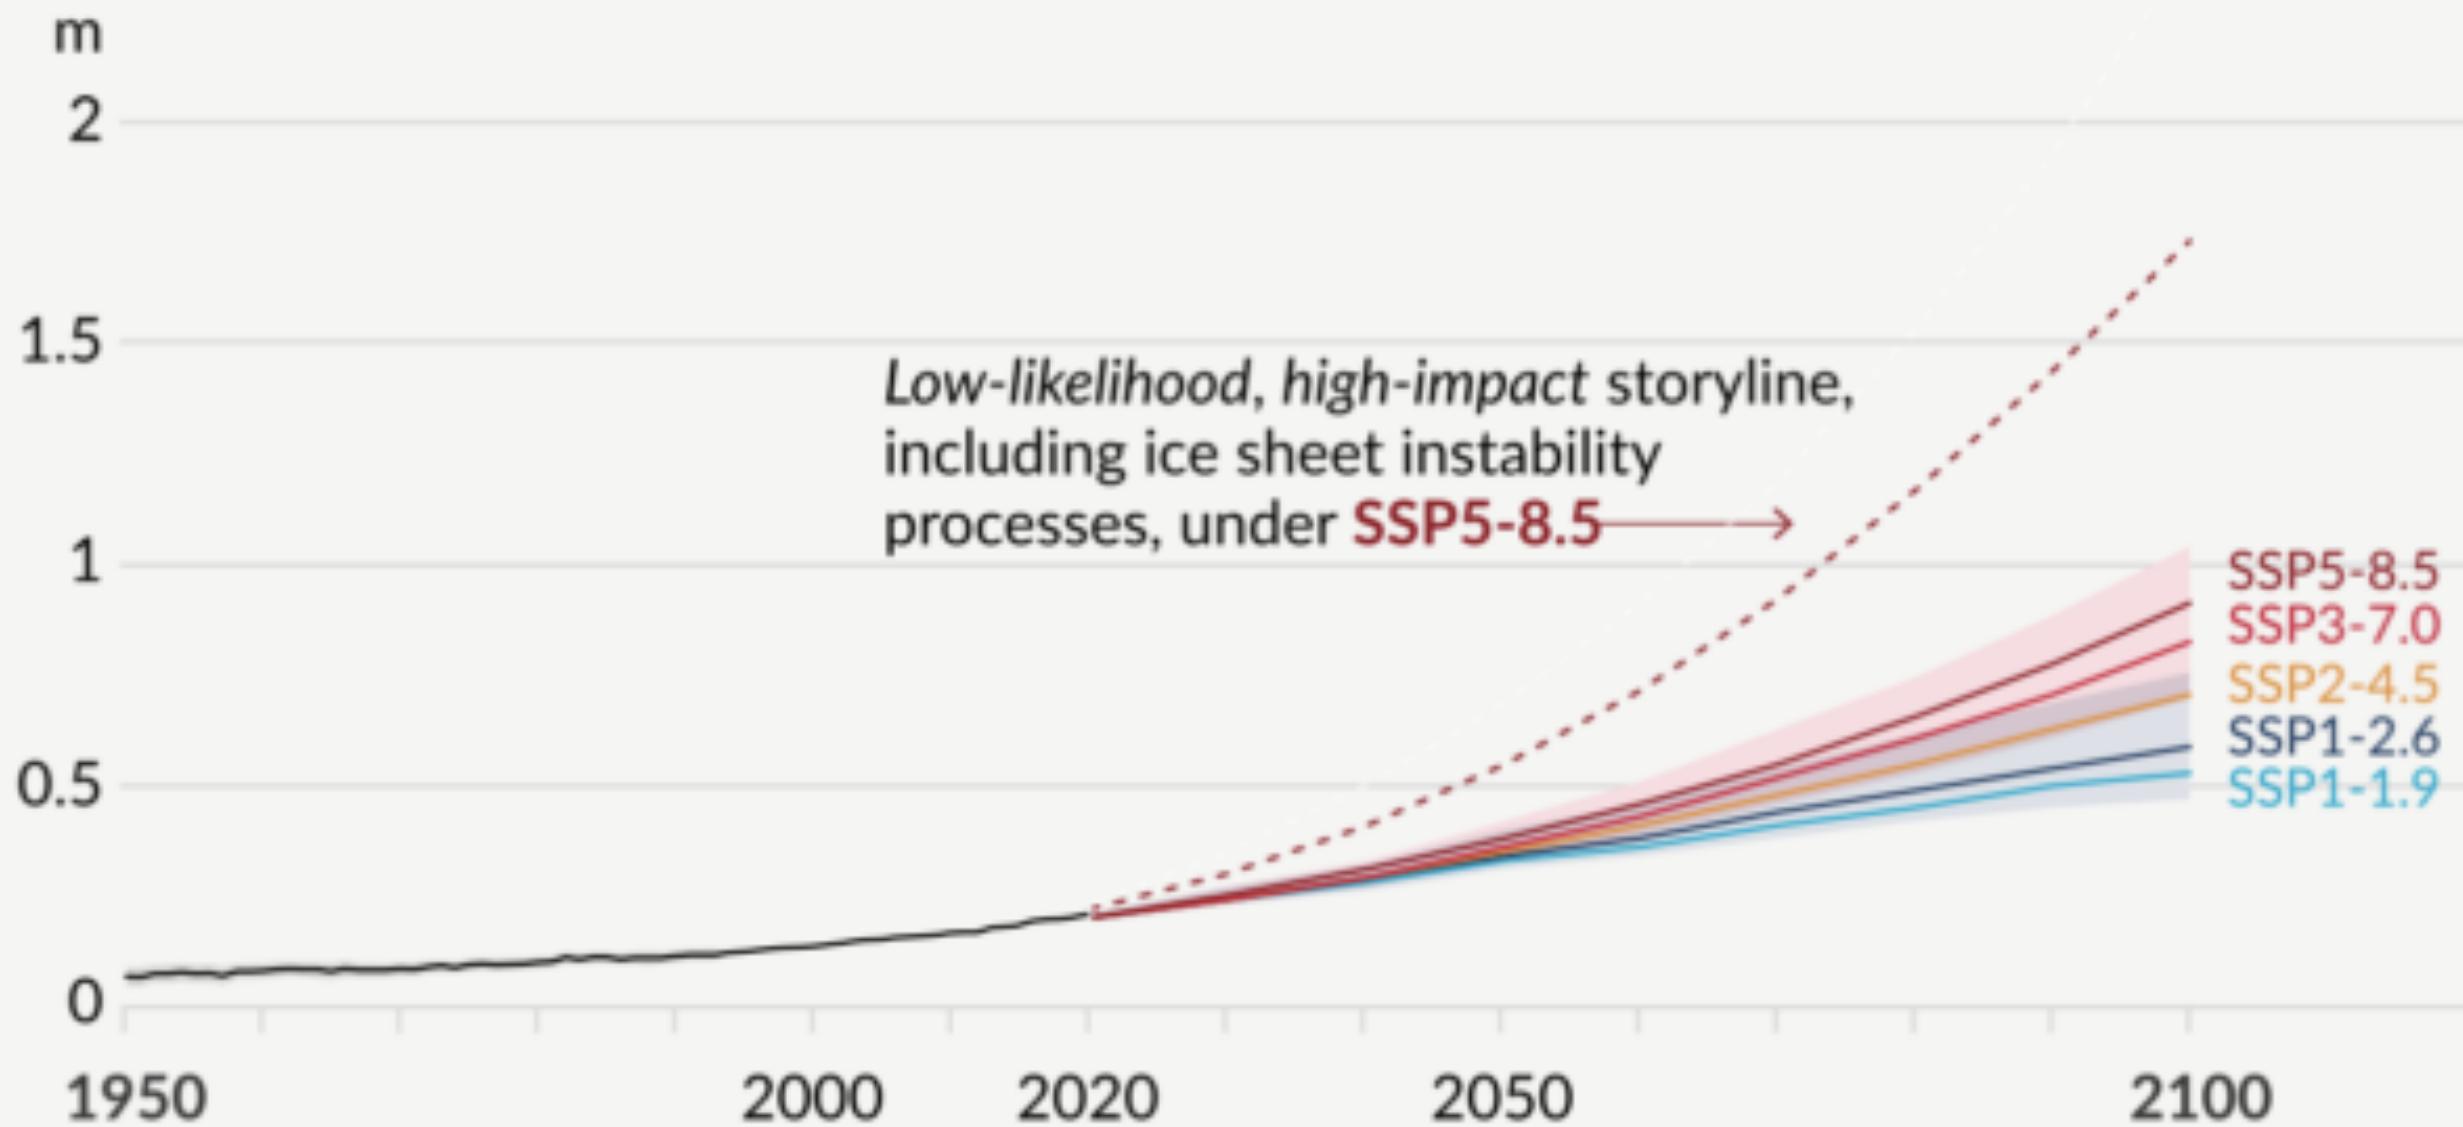 m
2
1.5
Low-likelihood, high-impact storyline,
including ice sheet instability
processes, under SSP5-8.5
1
SSP5-8.5
SSP3-7.0
SSP2-4.5
SSP1-2.6
0.5
SSP1-1.9
0
1950 2000 2020 2050 2100